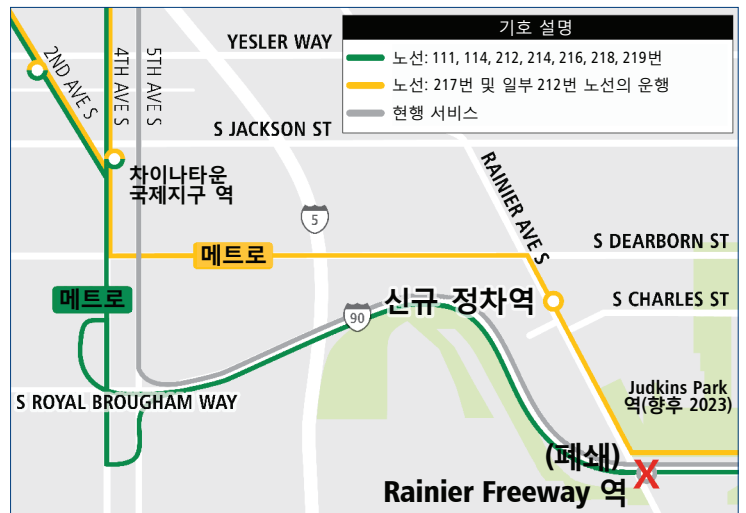 기호 설명
노선: 111, 114, 212, 214, 216, 218, 219번
노선: 217번 및 일부 212번 노선의 운행
현행 서비스
YESLER WAY
2ND AVE S
4TH AVE S
5TH AVE S
S JACKSON ST
차이나타운
국제지구 역
5
RAINIER AVE S
S DEARBORN ST
메트로
메트로
신규 정차역
S CHARLES ST
90
S ROYAL BROUGHAM WAY
Judkins Park
역(향후 2023)
(폐쇄)
Rainier Freeway 역
X